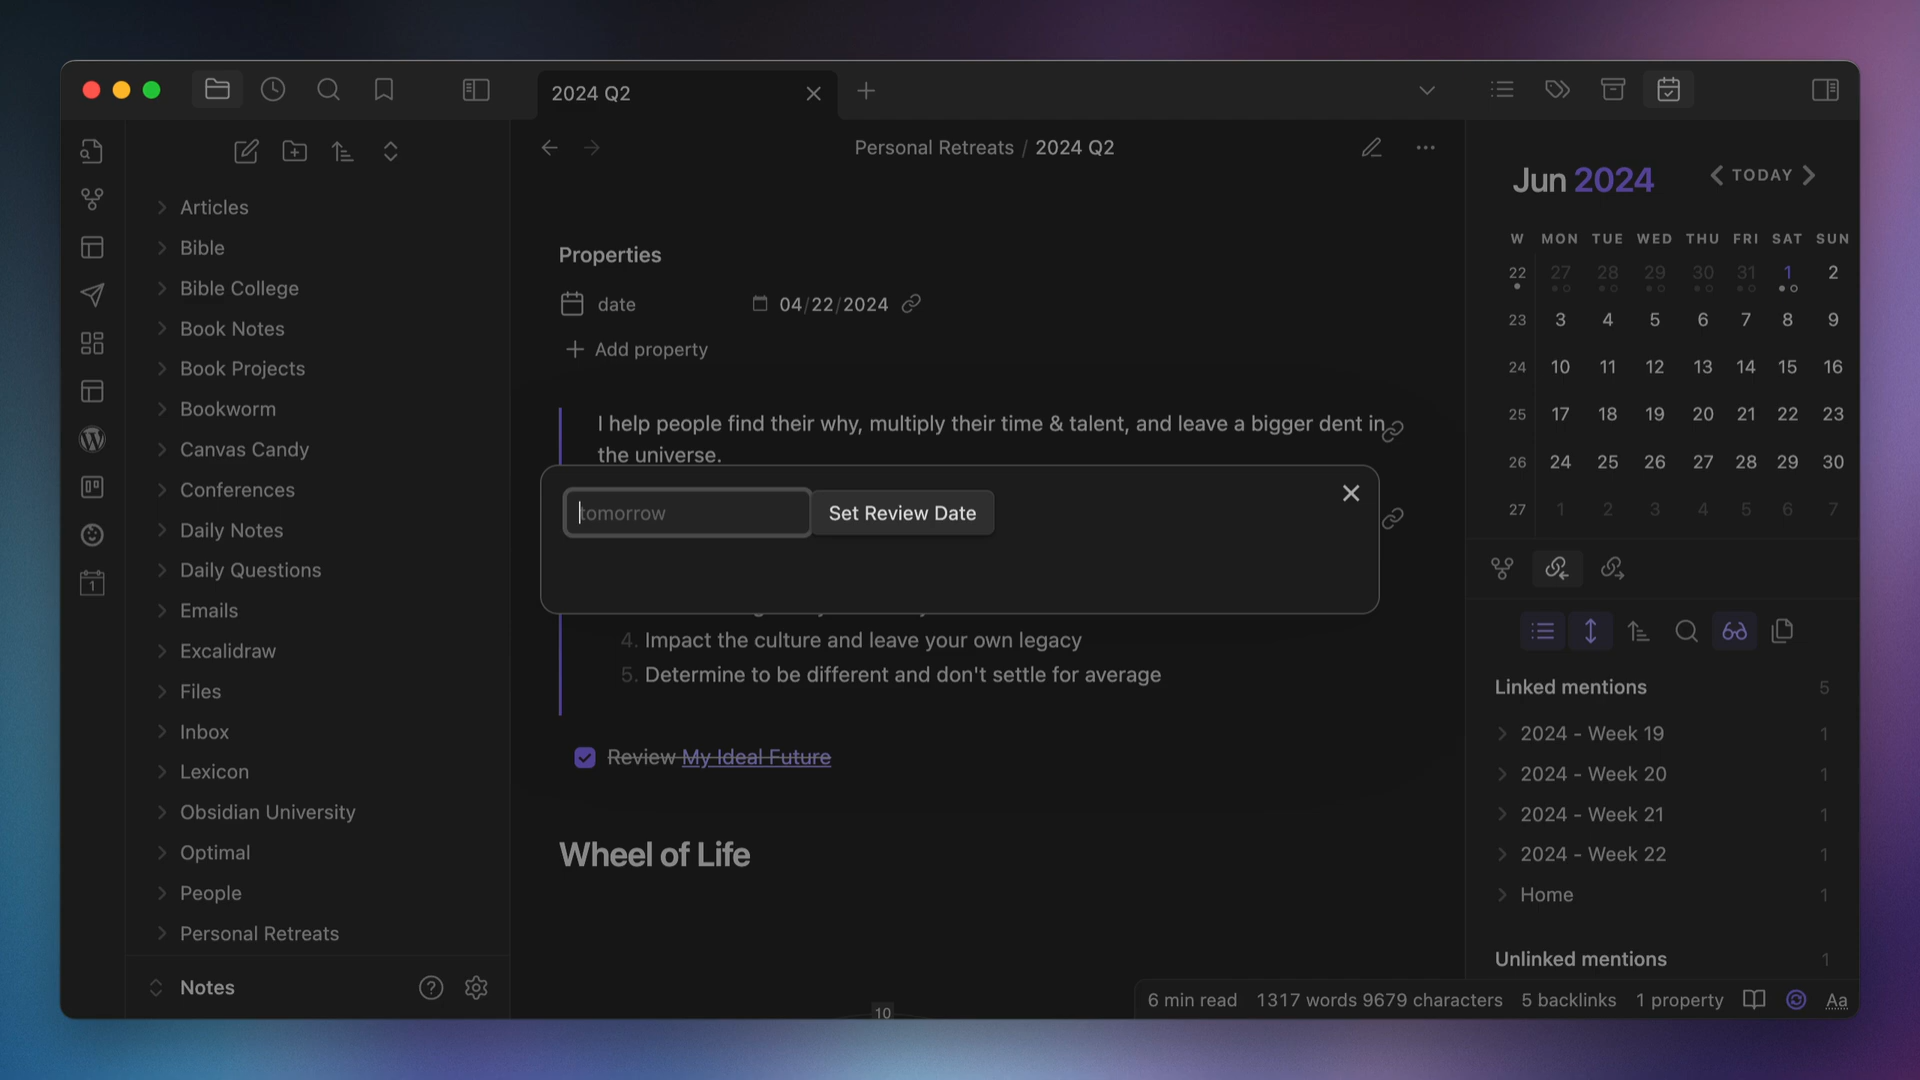 2024 Q2
Articles
Bible
Bible College
Book Notes
Book Projects
Bookworm
Canvas Candy
Conferences
Daily Notes
Daily Questions
Emails
Excalidraw
Files
Inbox
Lexicon
Obsidian University
Optimal
People
Personal Retreats
Notes
1
Personal Retreats / 2024 Q2
Properties
date 04/22/2024
Add property
I help people find their why, multiply their time & talent, and leave a bigger dent in
the universe.
tomorrow Set Review Date
4. Impact the culture and leave your own legacy
5. Determine to be different and don't settle for average
Review My Ideal Future
Wheel of Life
10
Jun 2024 TODAY
W MON TUE WED THU FRI SAT SUN
22 27 28 29 30 31 1 2
23 3 4 5 6 7 8 9
24 10 11 12 13 14 15 16
25 17 18 19 20 21 22 23
26 24 25 26 27 28 29 30
27 1 2 3 4 5 6 7
Linked mentions 5
2024 - Week 19 1
2024 - Week 20 1
2024 - Week 21 1
2024 - Week 22 1
Home 1
Unlinked mentions 1
6 min read 1317 words 9679 characters 5 backlinks 1 property Aa